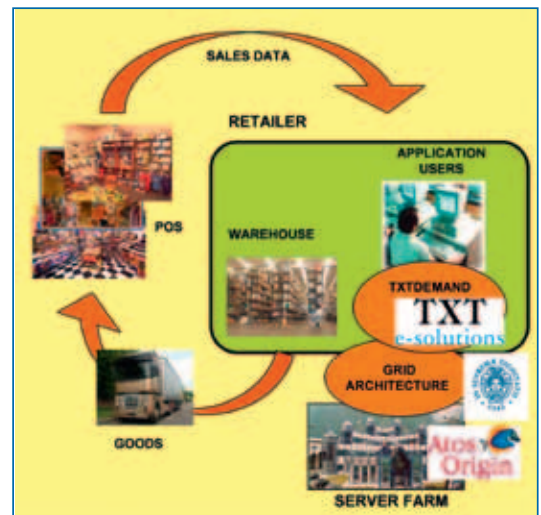 SALES DATA
RETAILER
APPLICATION
USERS
POS
WAREHOUSE
TXTDEMAND
TXT
e-solutions
GRID
ARCHITECTURE
GOODS
Atos
Origin
SERVER FARM